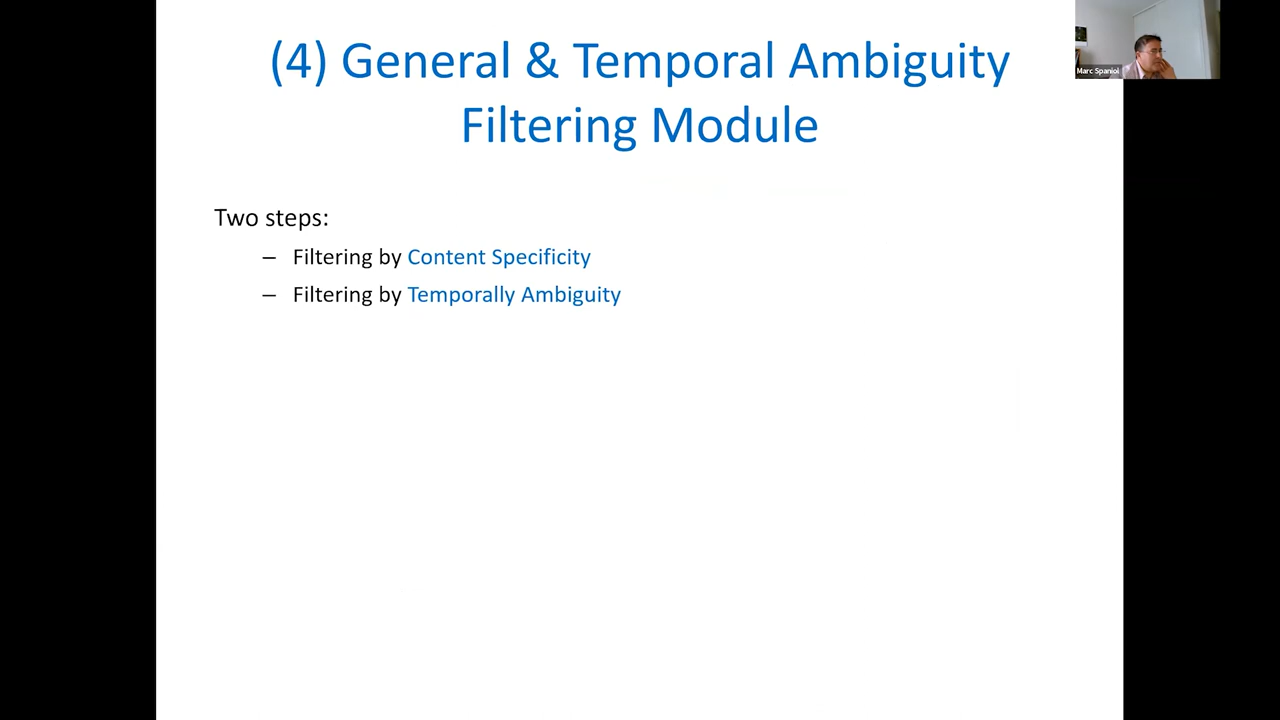 (4) General & Temporal Ambiguity
Filtering Module
Marc Spaniol
Two steps:
– Filtering by Content Specificity
– Filtering by Temporally Ambiguity